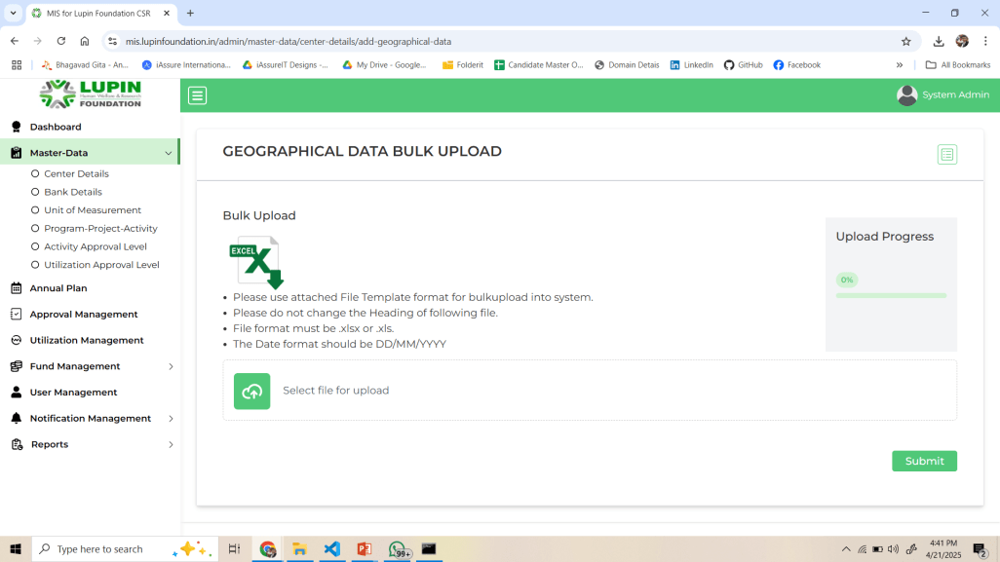 MIS for Lupin Foundation CSR
mis.lupinfoundation.in/admin/master-data/center-details/add-geographical-data
Bhagavad Gita - An...
iAssure Internationa...
iAssureIT Designs -...
My Drive - Google...
Folderit
Candidate Master O...
Domain Detais
LinkedIn
GitHub
Facebook
All Bookmarks
LUPIN
Human Welfare & Research
FOUNDATION
System Admin
Dashboard
Master-Data
Center Details
Bank Details
Unit of Measurement
Program-Project-Activity
Activity Approval Level
Utilization Approval Level
Annual Plan
Approval Management
Utilization Management
Fund Management
User Management
Notification Management
Reports
GEOGRAPHICAL DATA BULK UPLOAD
Bulk Upload
EXCEL
X
• Please use attached File Template format for bulkupload into system.
• Please do not change the Heading of following file.
• File format must be .xlsx or .xls.
• The Date format should be DD/MM/YYYY
Upload Progress
0%
Select file for upload
Submit
Type here to search
99+
4:41 PM
4/21/2025
2